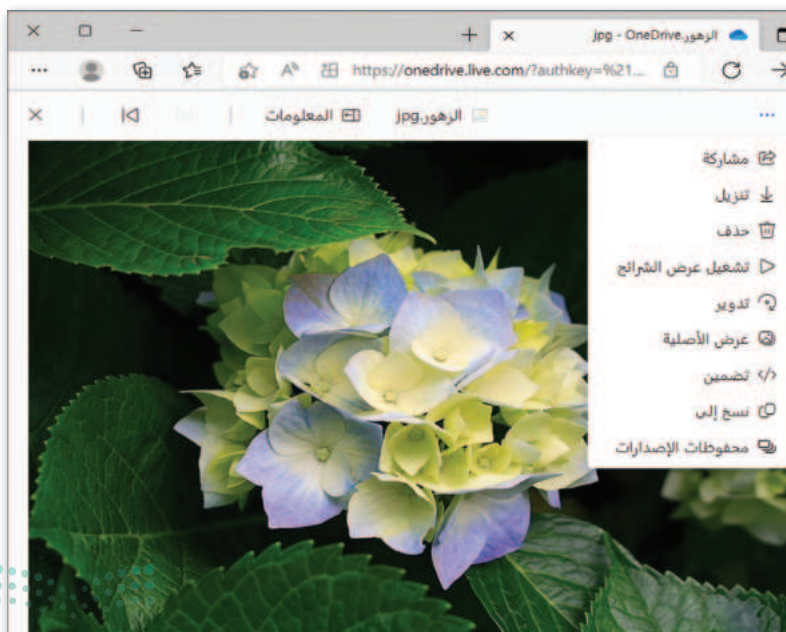 الزهور.jpg - OneDrive
https://onedrive.live.com/?authkey=%21...
الزهور.jpg
المعلومات
مشاركة
تنزيل
حذف
تشغيل عرض الشرائح
تدوير
عرض الأصلية
تضمين
نسخ إلى
محفوظات الإصدارات